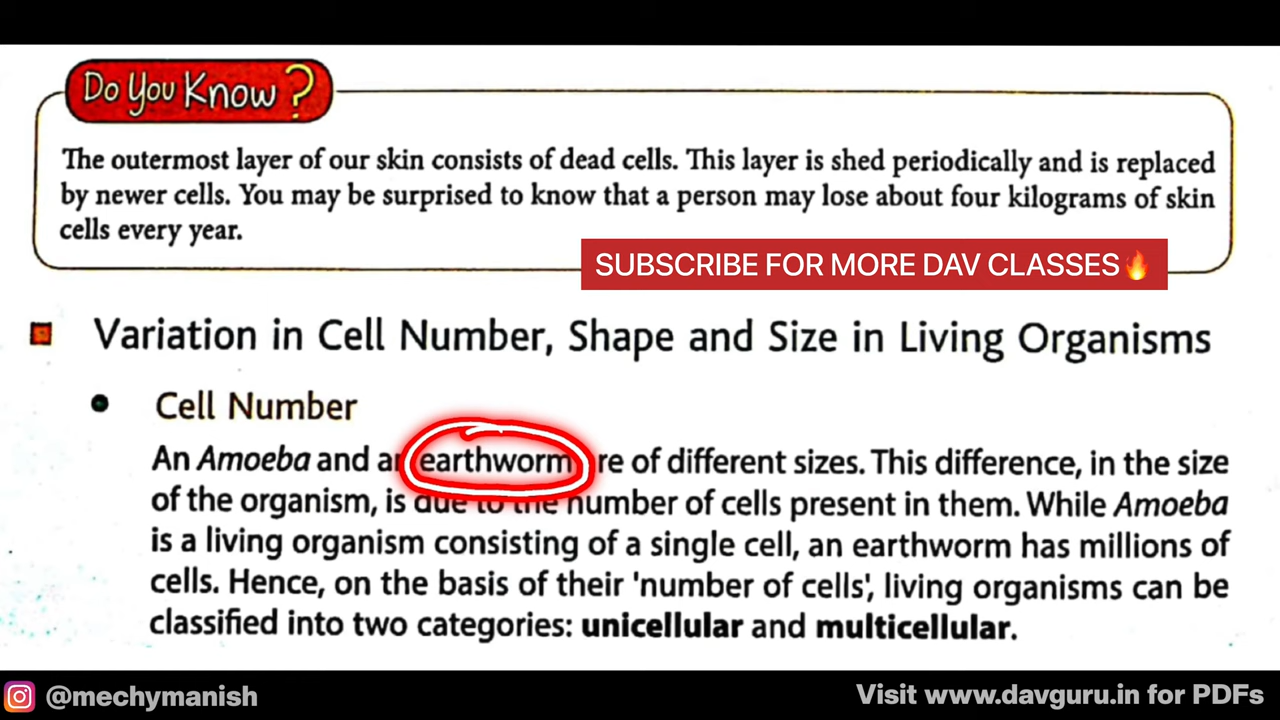 Do You Know ?
The outermost layer of our skin consists of dead cells. This layer is shed periodically and is replaced
by newer cells. You may be surprised to know that a person may lose about four kilograms of skin
cells every year.
SUBSCRIBE FOR MORE DAV CLASSES🔥
Variation in Cell Number, Shape and Size in Living Organisms
Cell Number
An Amoeba and an earthworm are of different sizes. This difference, in the size
of the organism, is due to the number of cells present in them. While Amoeba
is a living organism consisting of a single cell, an earthworm has millions of
cells. Hence, on the basis of their 'number of cells', living organisms can be
classified into two categories: unicellular and multicellular.
@mechymanish
Visit www.davguru.in for PDFs